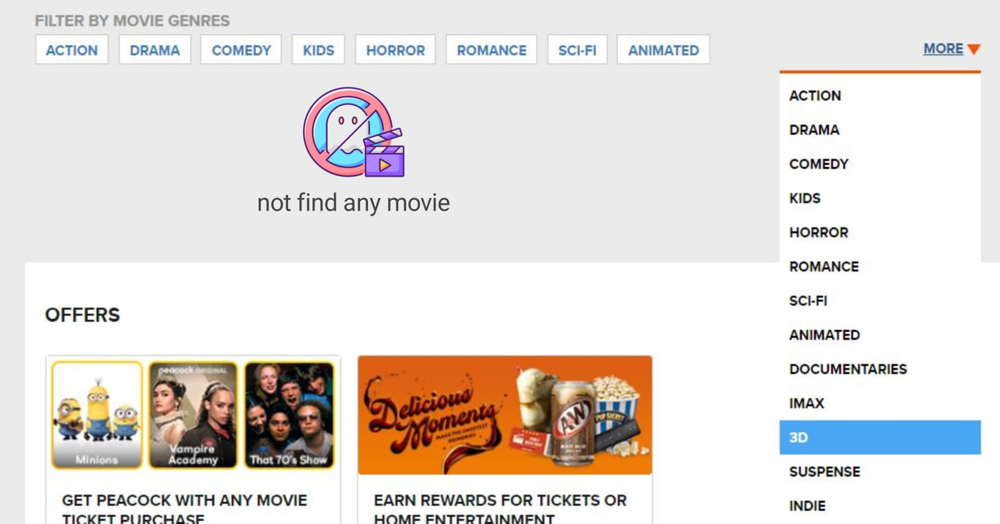 FILTER BY MOVIE GENRES
ACTION DRAMA COMEDY KIDS HORROR ROMANCE SCI-FI ANIMATED
MORE
not find any movie
ACTION
DRAMA
COMEDY
KIDS
HORROR
ROMANCE
SCI-FI
ANIMATED
DOCUMENTARIES
IMAX
3D
SUSPENSE
INDIE
OFFERS
Minions
peacock ORIGINAL
Vampire
Academy
That 70's Show
GET PEACOCK WITH ANY MOVIE
TICKET PURCHASE
Delicious
Moments
MAKE THE SWEETEST
MEMORIES
A&W
ROOT BEER
POP SECRET
EARN REWARDS FOR TICKETS OR
HOME ENTERTAINMENT